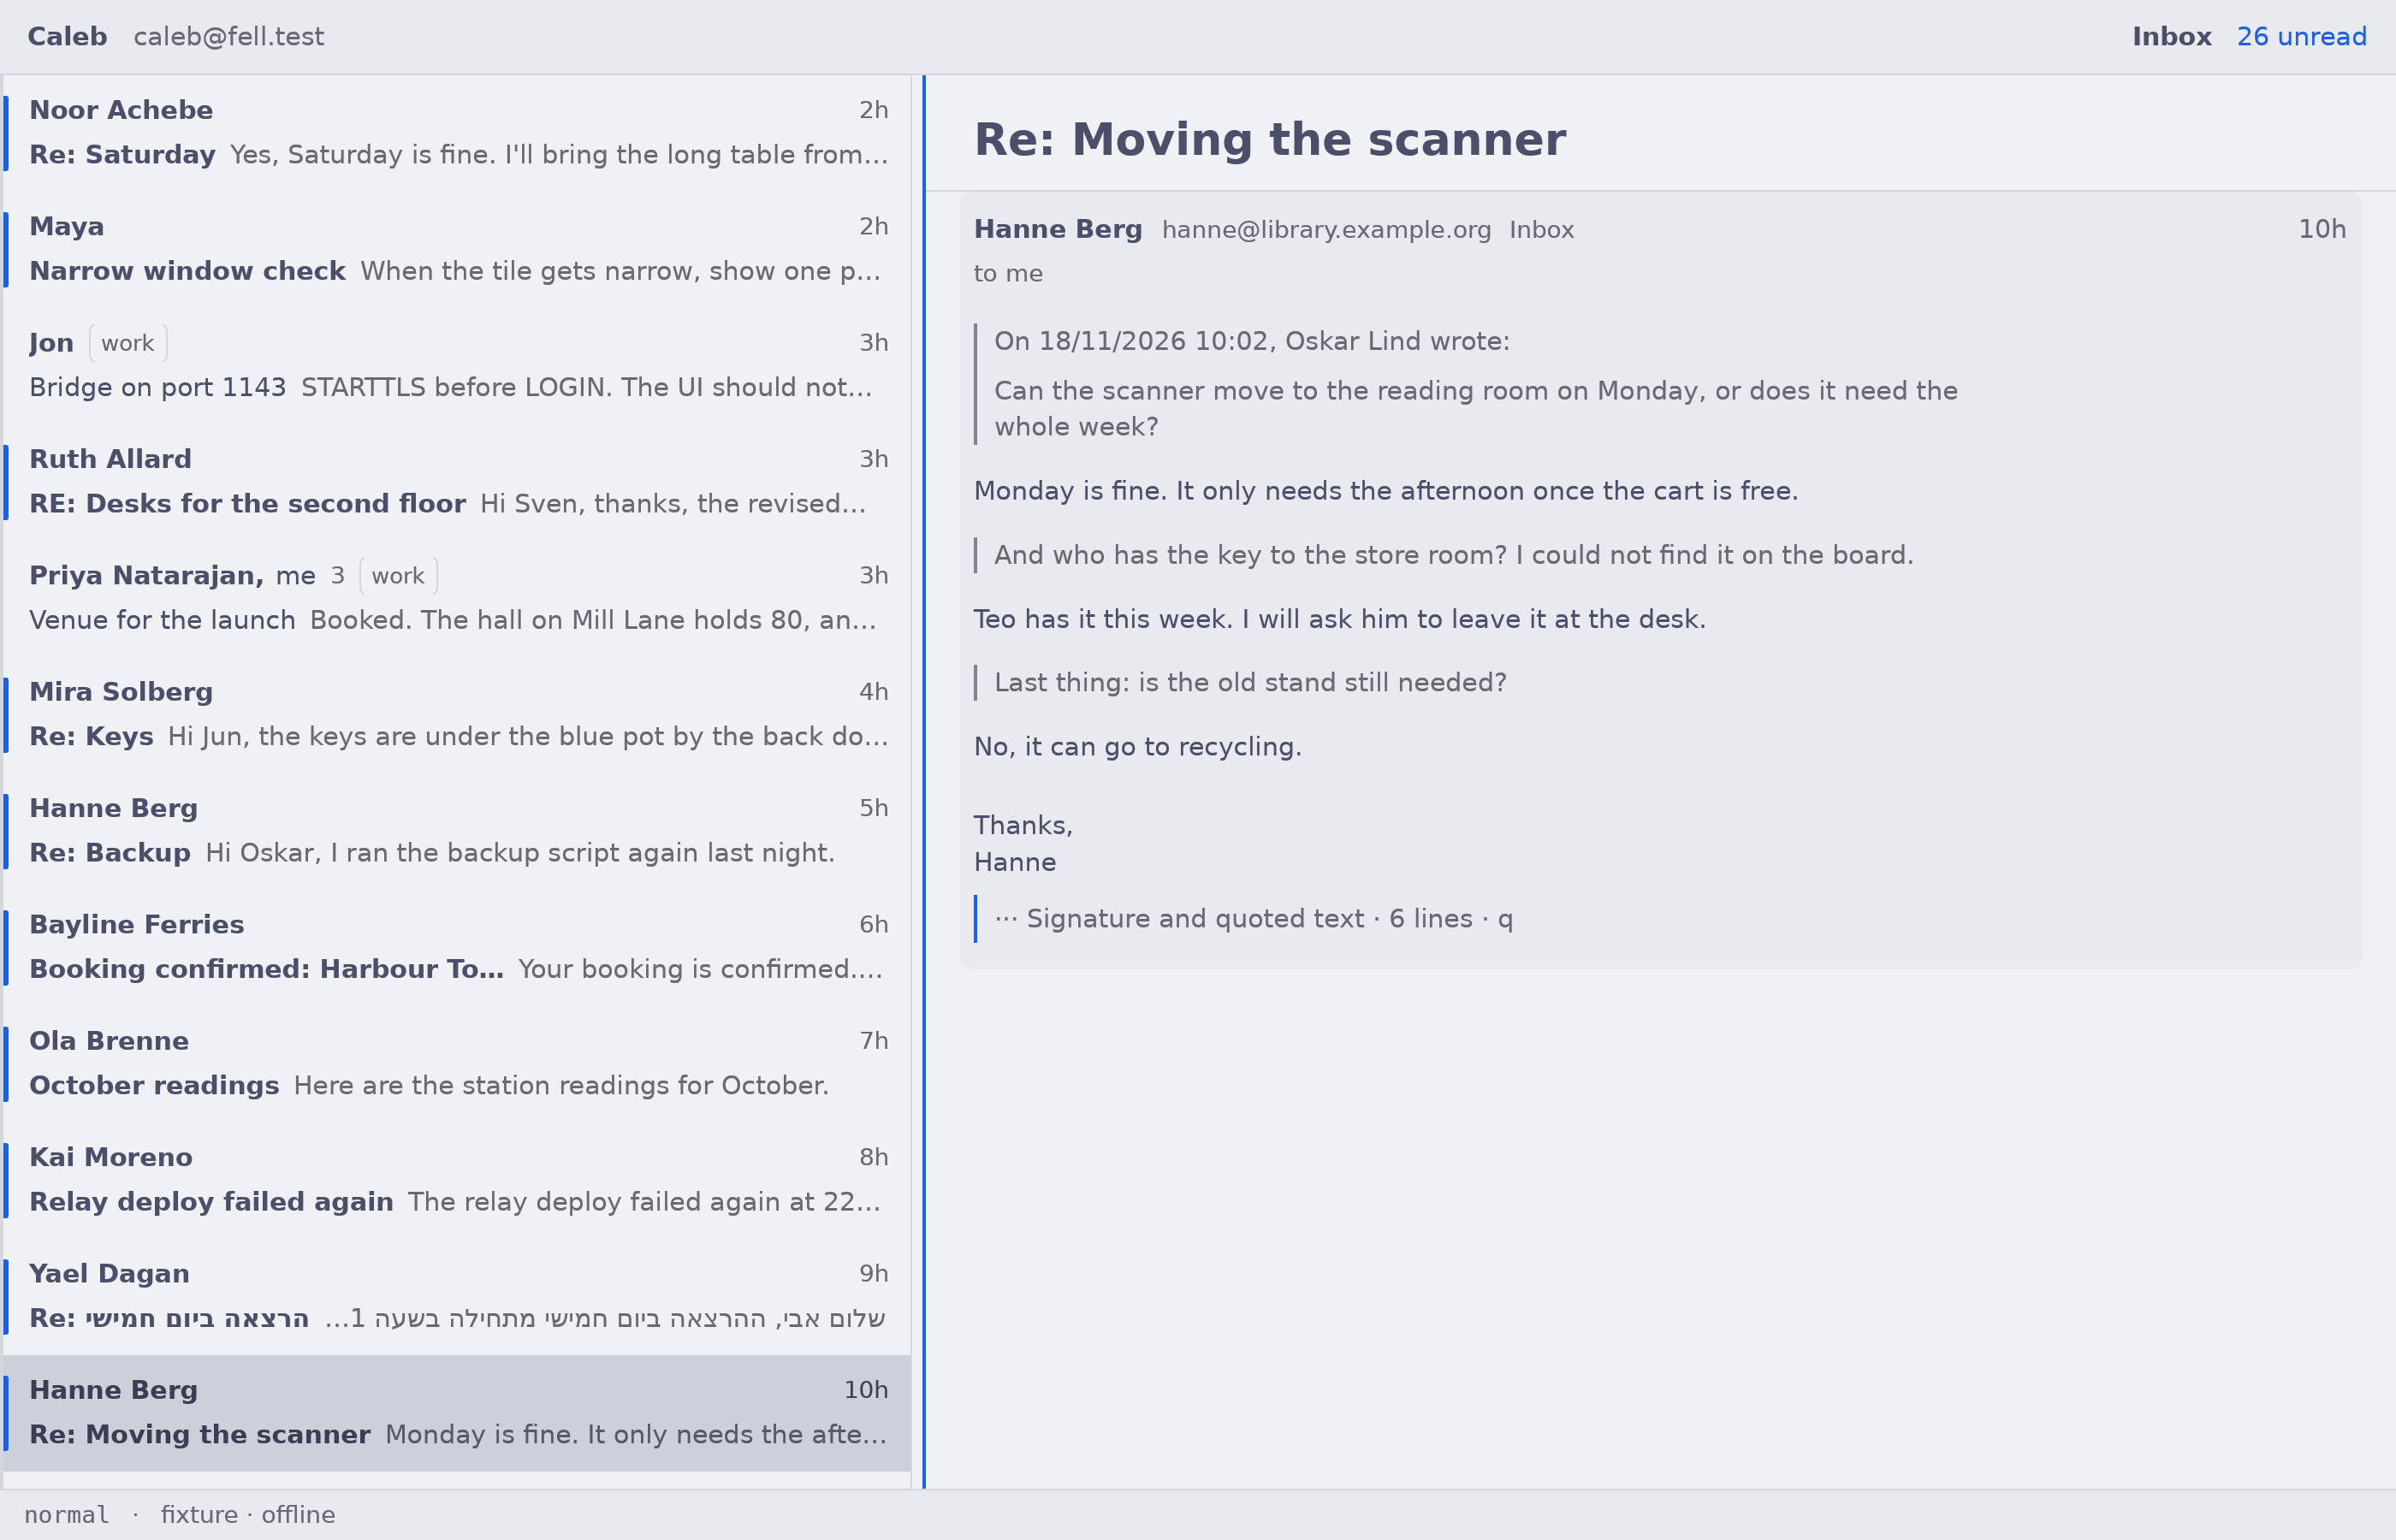 Caleb caleb@fell.test
Inbox 26 unread
Noor Achebe 2h
Re: Saturday Yes, Saturday is fine. I'll bring the long table from…
Maya 2h
Narrow window check When the tile gets narrow, show one p…
Jon work 3h
Bridge on port 1143 STARTTLS before LOGIN. The UI should not…
Ruth Allard 3h
RE: Desks for the second floor Hi Sven, thanks, the revised…
Priya Natarajan, me 3 work 3h
Venue for the launch Booked. The hall on Mill Lane holds 80, an…
Mira Solberg 4h
Re: Keys Hi Jun, the keys are under the blue pot by the back do…
Hanne Berg 5h
Re: Backup Hi Oskar, I ran the backup script again last night.
Bayline Ferries 6h
Booking confirmed: Harbour To… Your booking is confirmed.…
Ola Brenne 7h
October readings Here are the station readings for October.
Kai Moreno 8h
Relay deploy failed again The relay deploy failed again at 22…
Yael Dagan 9h
Re: הרצאה ביום חמישי שלום אבי, ההרצאה ביום חמישי מתחילה בשעה 1…
Hanne Berg 10h
Re: Moving the scanner Monday is fine. It only needs the afte…
Re: Moving the scanner
Hanne Berg hanne@library.example.org Inbox 10h
to me
On 18/11/2026 10:02, Oskar Lind wrote:
Can the scanner move to the reading room on Monday, or does it need the
whole week?
Monday is fine. It only needs the afternoon once the cart is free.
And who has the key to the store room? I could not find it on the board.
Teo has it this week. I will ask him to leave it at the desk.
Last thing: is the old stand still needed?
No, it can go to recycling.
Thanks,
Hanne
··· Signature and quoted text · 6 lines · q
normal · fixture · offline